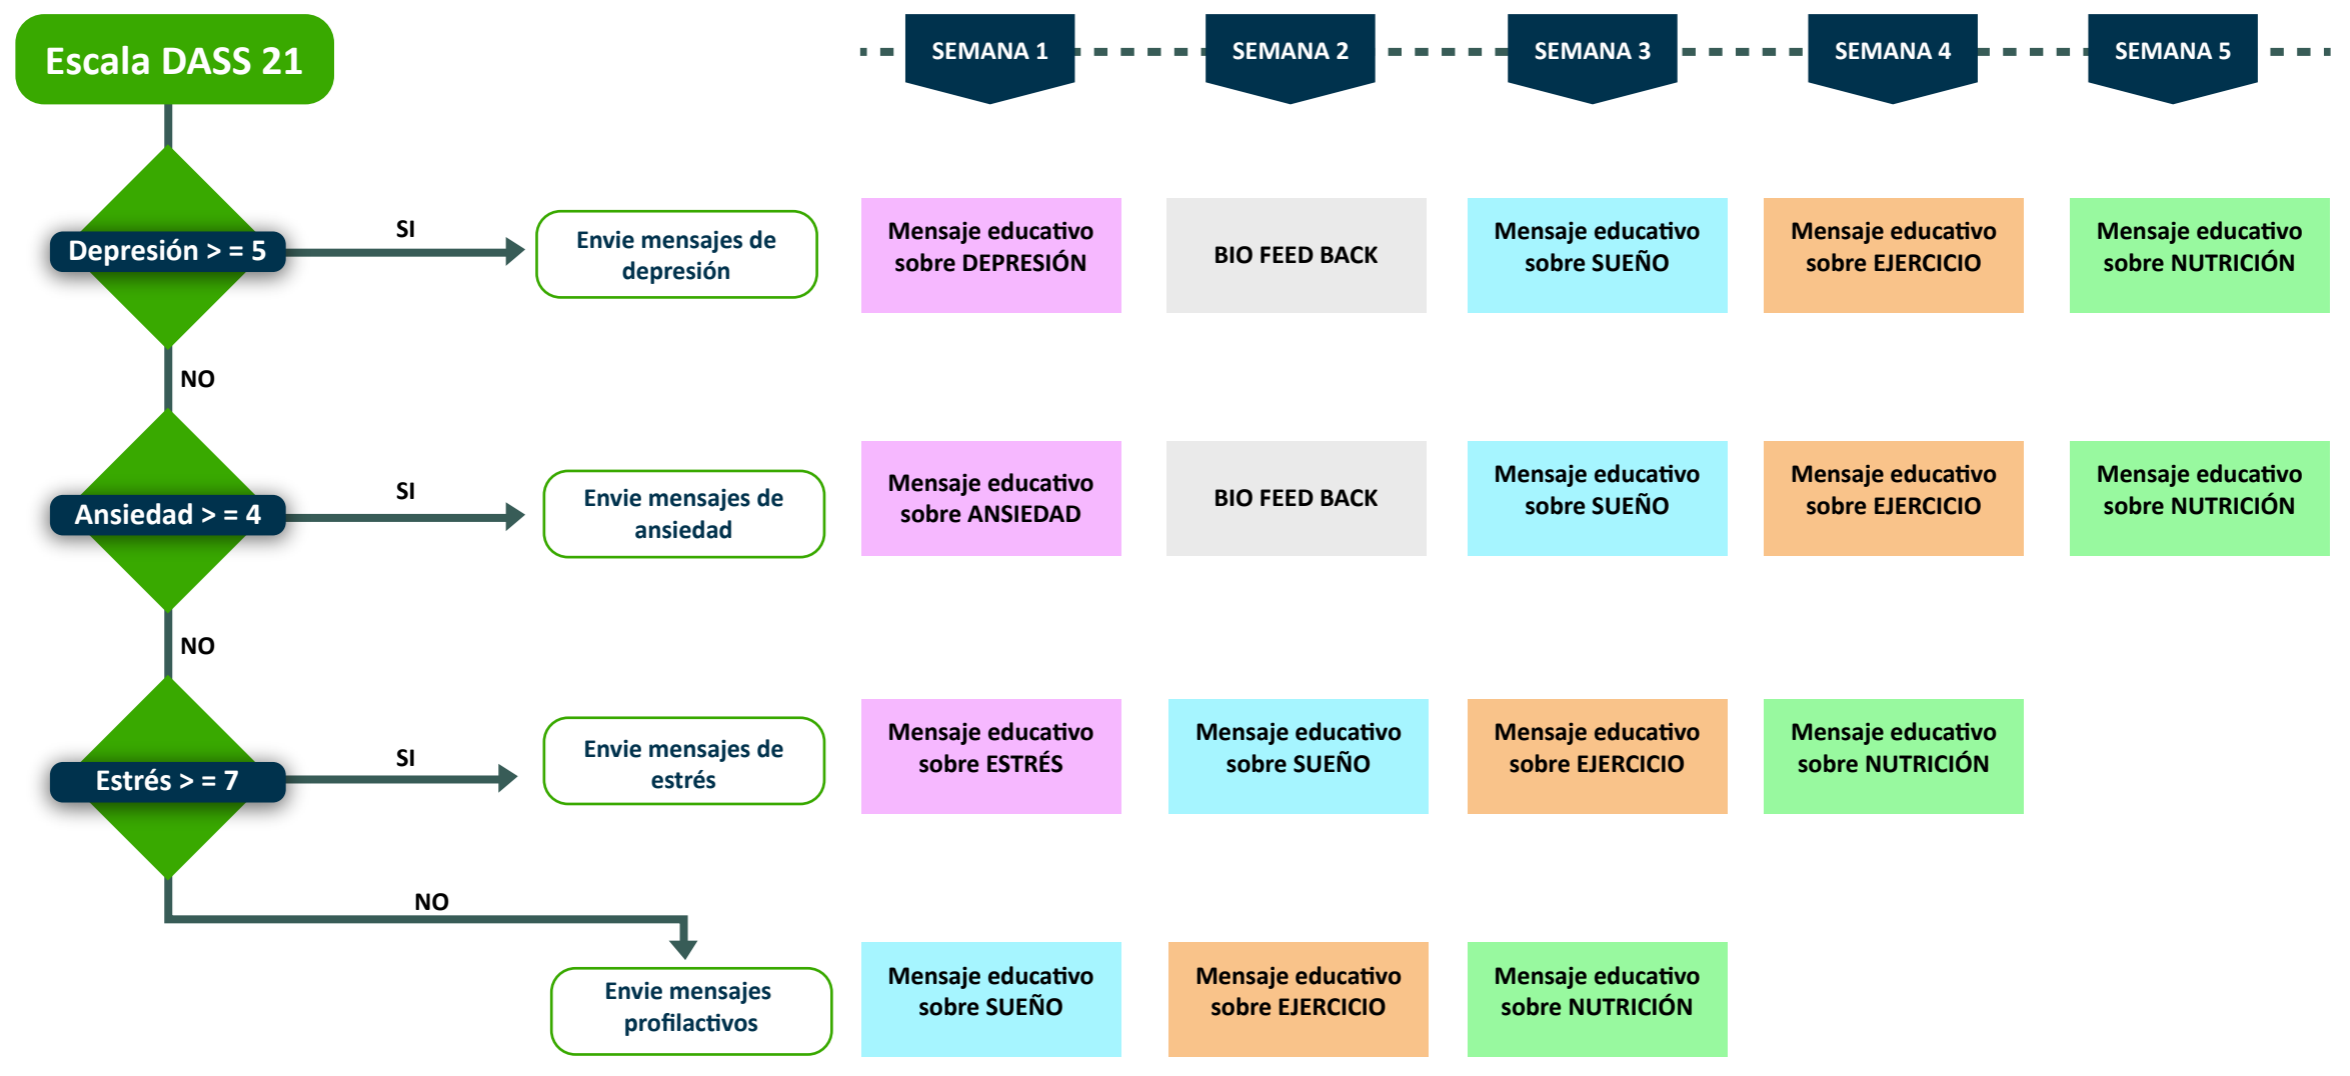 Escala DASS 21
SEMANA 1
SEMANA 2
SEMANA 3
SEMANA 4
SEMANA 5
Depresión > = 5
SI
Envie mensajes de
depresión
Mensaje educativo
sobre DEPRESIÓN
BIO FEED BACK
Mensaje educativo
sobre SUEÑO
Mensaje educativo
sobre EJERCICIO
Mensaje educativo
sobre NUTRICIÓN
NO
Ansiedad > = 4
SI
Envie mensajes de
ansiedad
Mensaje educativo
sobre ANSIEDAD
BIO FEED BACK
Mensaje educativo
sobre SUEÑO
Mensaje educativo
sobre EJERCICIO
Mensaje educativo
sobre NUTRICIÓN
NO
Estrés > = 7
SI
Envie mensajes de
estrés
Mensaje educativo
sobre ESTRÉS
Mensaje educativo
sobre SUEÑO
Mensaje educativo
sobre EJERCICIO
Mensaje educativo
sobre NUTRICIÓN
NO
Envie mensajes
profilactivos
Mensaje educativo
sobre SUEÑO
Mensaje educativo
sobre EJERCICIO
Mensaje educativo
sobre NUTRICIÓN